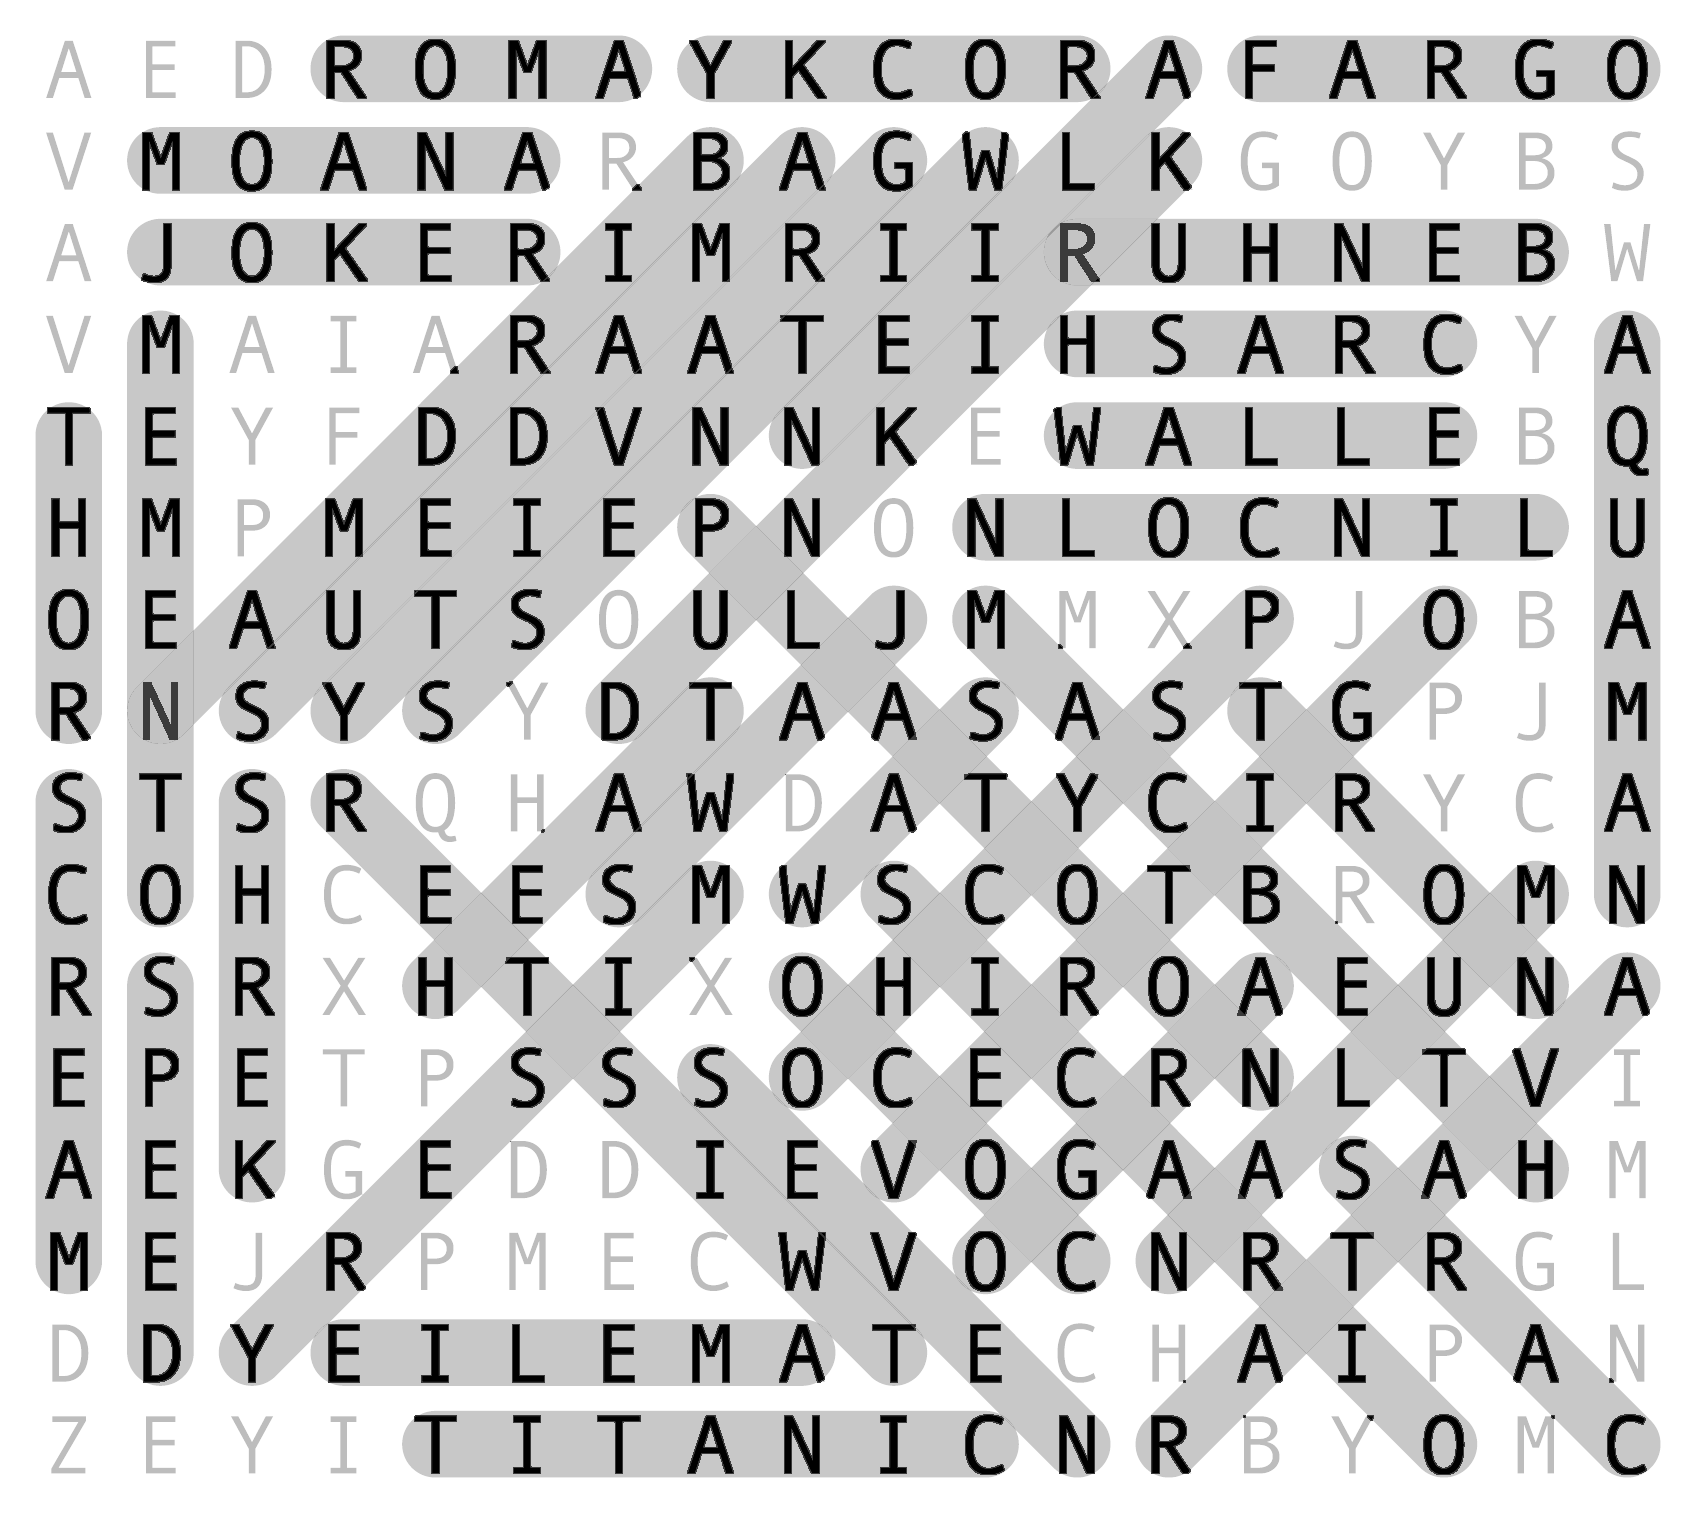 A E D R O M A Y K C O R A F A R G O
V M O A N A R B A G W L K G O Y B S
A J O K E R I M R I I R U H N E B W
V M A I A R A A T E I H S A R C Y A
T E Y F D D V N N K E W A L L E B Q
H M P M E I E P N O N L O C N I L U
O E A U T S O U L J M M X P J O B A
R N S Y S Y D T A A S A S T G P J M
S T S R Q H A W D A T Y C I R Y C A
C O H C E E S M W S C O T B R O M N
R S R X H T I X O H I R O A E U N A
E P E T P S S S O C E C R N L T V I
A E K G E D D I E V O G A A S A H M
M E J R P M E C W V O C N R T R G L
D D Y E I L E M A T E C H A I P A N
Z E Y I T I T A N I C N R B Y O M C